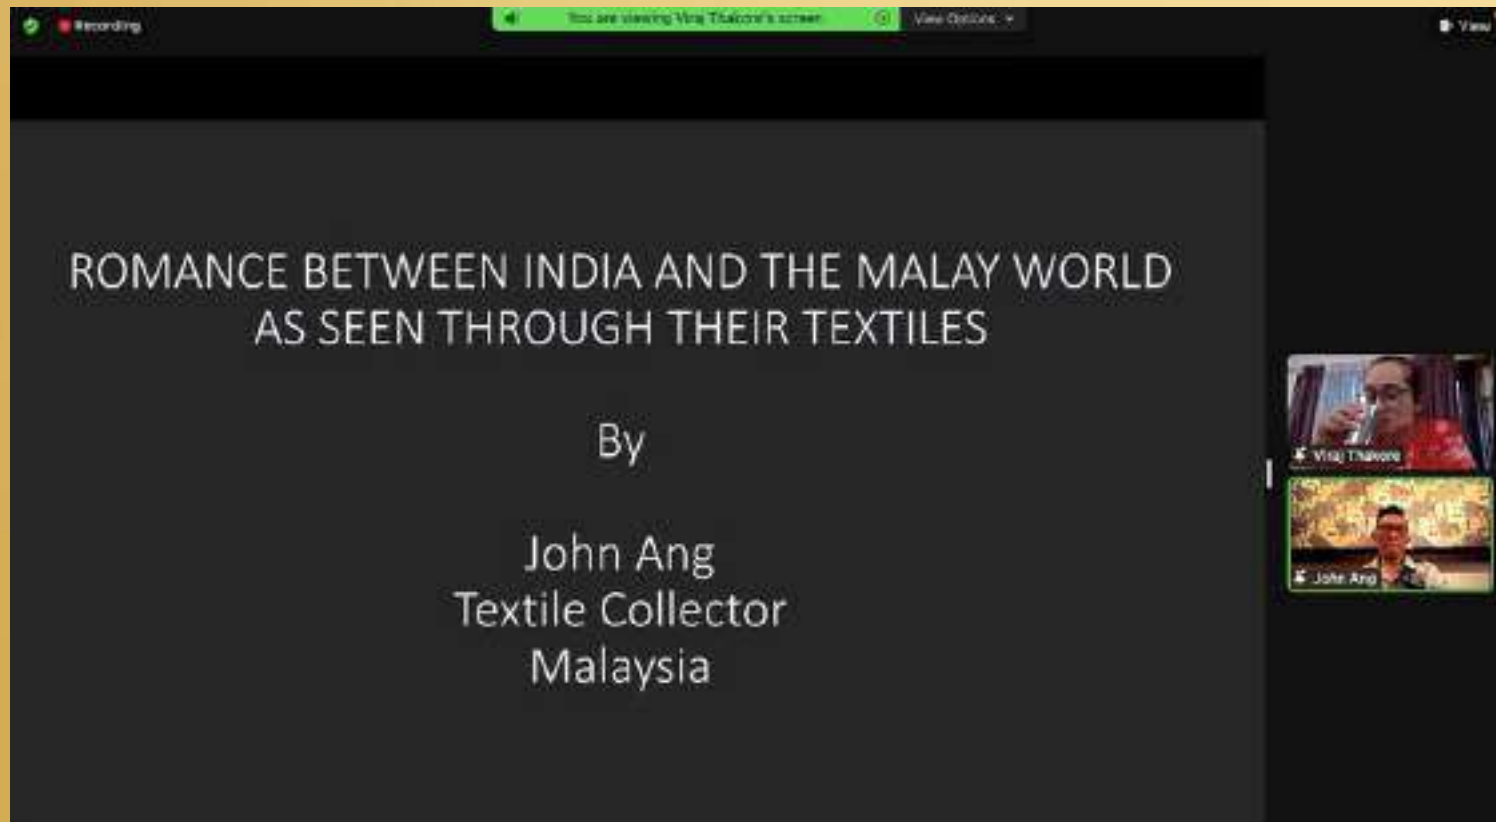 Recording
You are viewing Viraj Thakore's screen
View Options
View
ROMANCE BETWEEN INDIA AND THE MALAY WORLD
AS SEEN THROUGH THEIR TEXTILES
By
John Ang
Textile Collector
Malaysia
Viraj Thakore
John Ang